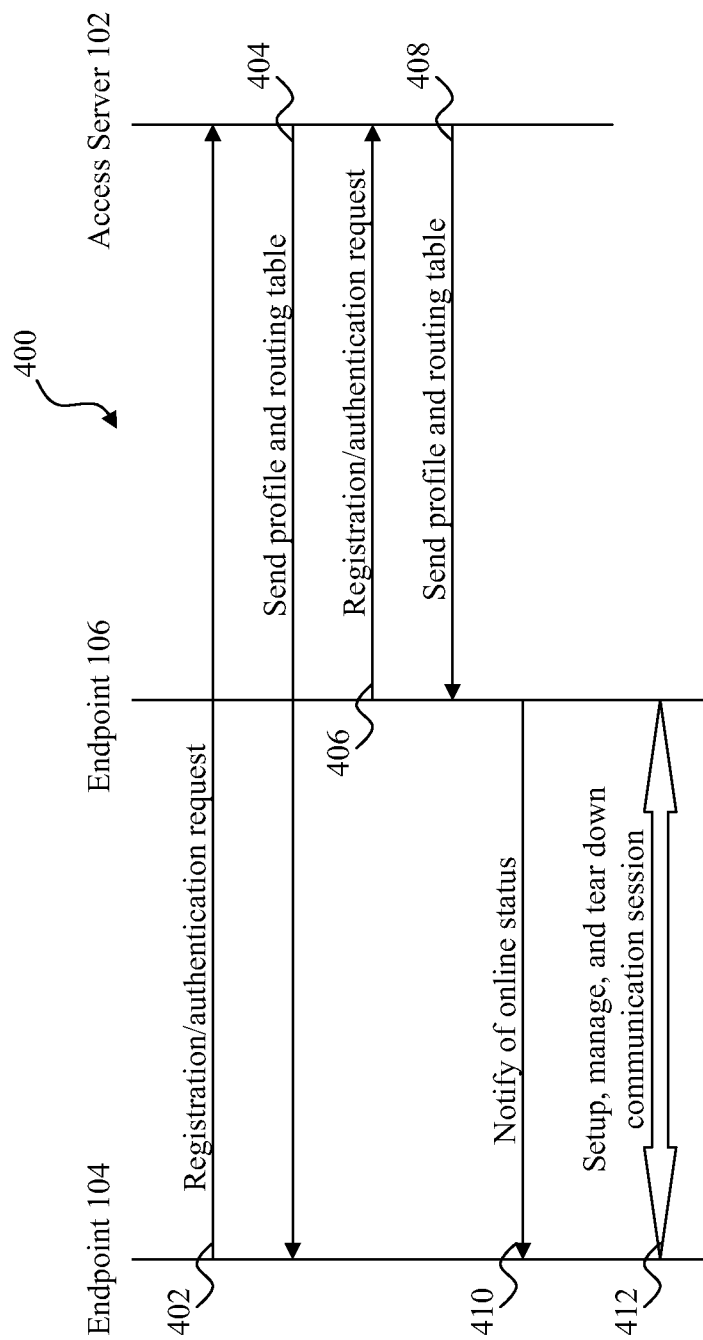 400
Endpoint 104
Endpoint 106
Access Server 102
Registration/authentication request
402
Send profile and routing table
404
Registration/authentication request
406
Send profile and routing table
408
Notify of online status
410
Setup, manage, and tear down
communication session
412